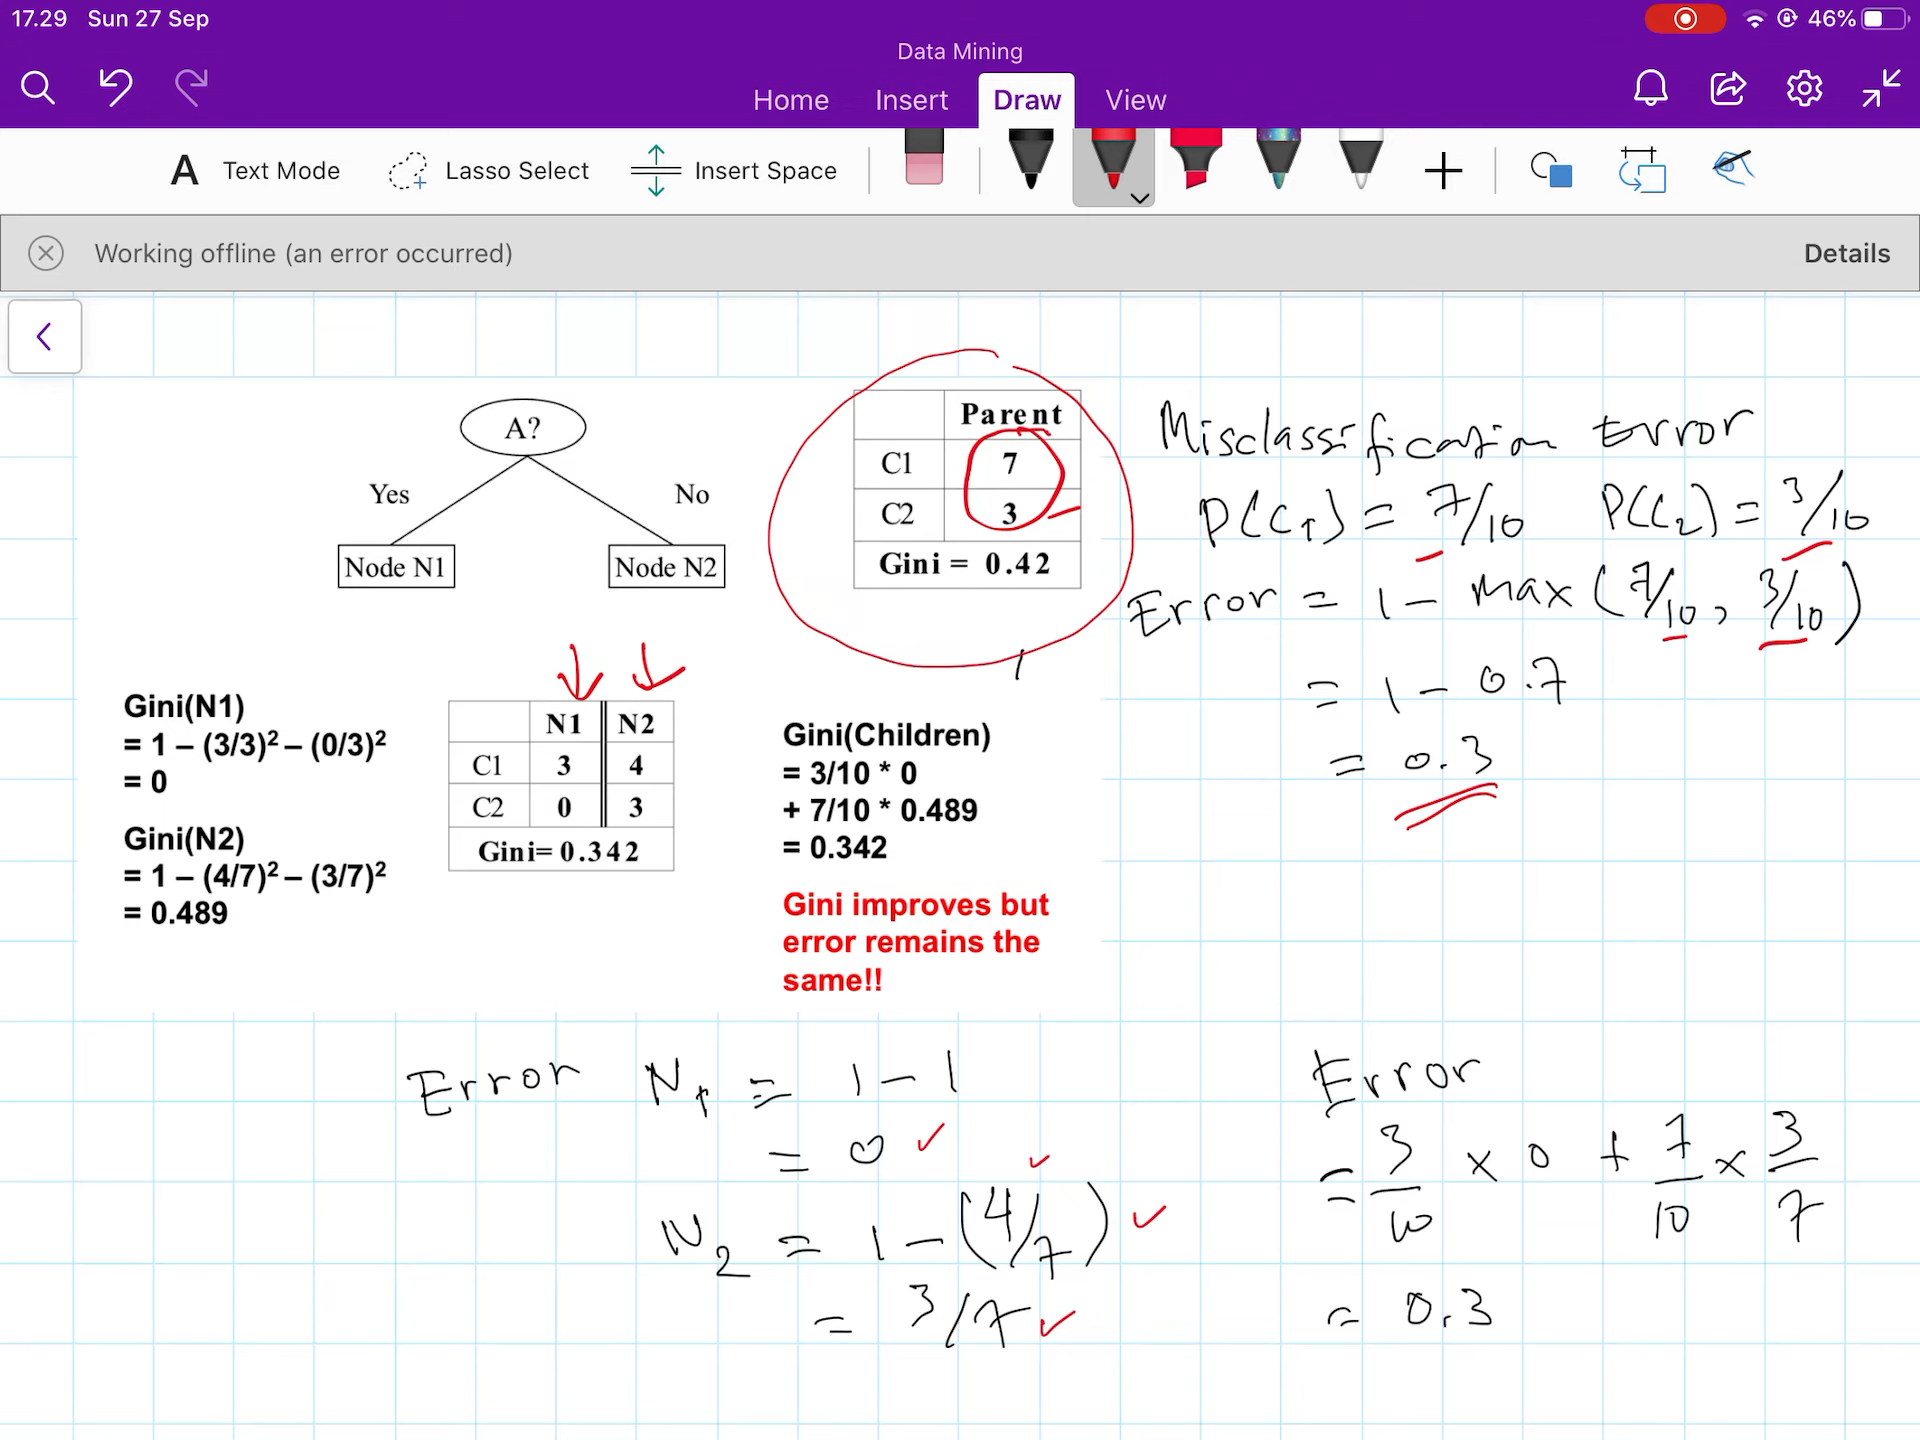 17.29 Sun 27 Sep
46%
Data Mining
Home Insert Draw View
A Text Mode Lasso Select Insert Space
Working offline (an error occurred) Details
A?
Yes No
Node N1 Node N2
Parent
C1 7
C2 3
Gini = 0.42
Misclassification Error
P(C1) = 7/10 P(C2) = 3/10
Error = 1 - max (7/10, 3/10)
= 1 - 0.7
= 0.3
Gini(N1)
= 1 – (3/3)² – (0/3)²
= 0
Gini(N2)
= 1 – (4/7)² – (3/7)²
= 0.489
N1 N2
C1 3 4
C2 0 3
Gini=0.342
Gini(Children)
= 3/10 * 0
+ 7/10 * 0.489
= 0.342
Gini improves but
error remains the
same!!
Error N1 = 1 - 1
= 0
N2 = 1 - (4/7)
= 3/7
Error
= 3/10 x 0 + 7/10 x 3/7
= 0.3